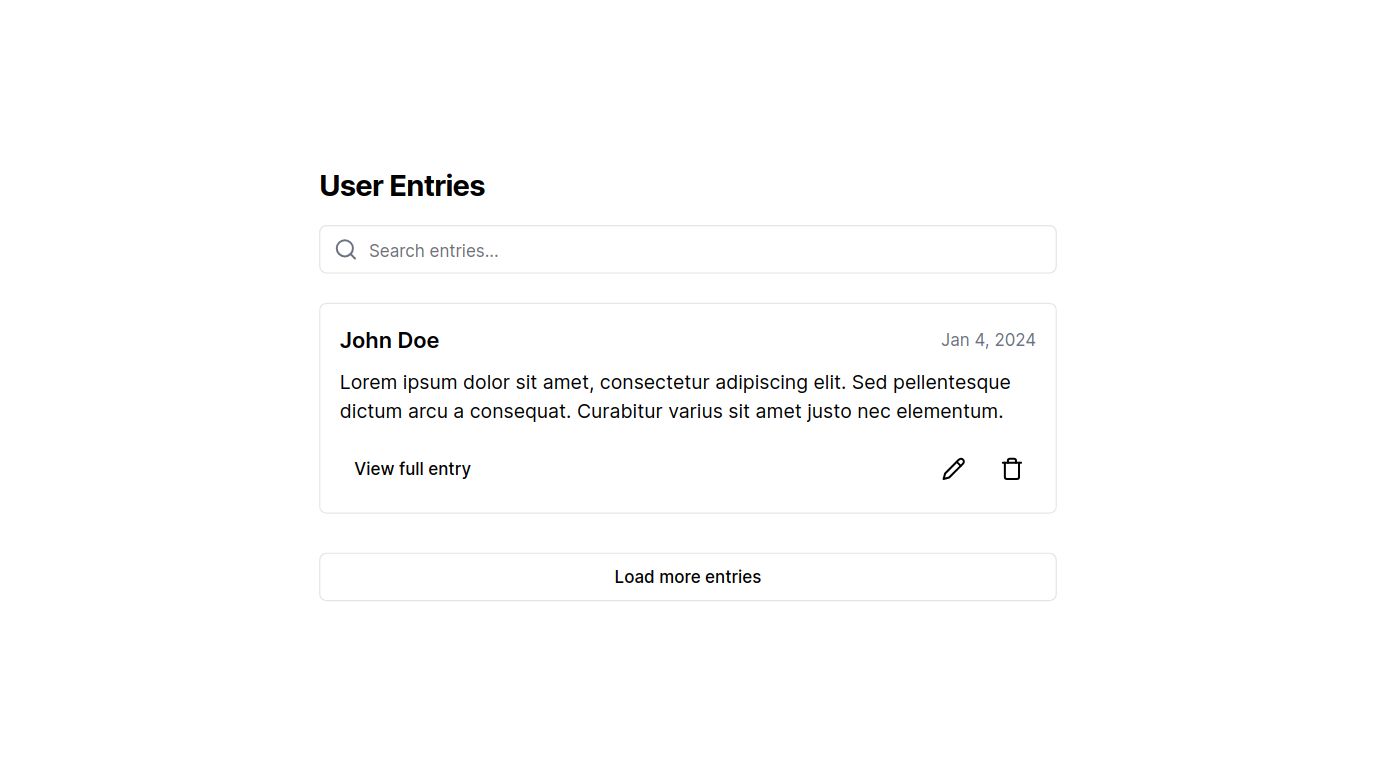 User Entries
Search entries...
John Doe
Jan 4, 2024
Lorem ipsum dolor sit amet, consectetur adipiscing elit. Sed pellentesque
dictum arcu a consequat. Curabitur varius sit amet justo nec elementum.
View full entry
Load more entries